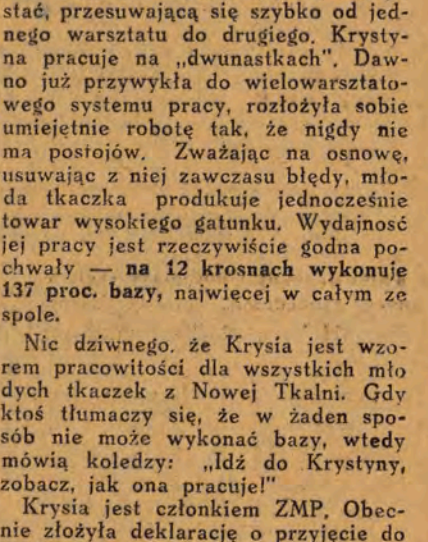 stać, przesuwającą się szybko od jed-
nego warsztatu do drugiego. Krysty-
na pracuje na „dwunastkach". Daw-
no już przywykła do wielowarsztato-
wego systemu pracy, rozłożyła sobie
umiejętnie robotę tak, że nigdy nie
ma postojów. Zważając na osnowę,
usuwając z niej zawczasu błędy, mło-
da tkaczka produkuje jednocześnie
towar wysokiego gatunku. Wydajność
jej pracy jest rzeczywiście godna po-
chwały — na 12 krosnach wykonuje
137 proc. bazy, najwięcej w całym ze
spole.
Nic dziwnego. że Krysia jest wzo-
rem pracowitości dla wszystkich mło
dych tkaczek z Nowej Tkalni. Gdy
ktoś tłumaczy się, że w żaden spo-
sób nie może wykonać bazy, wtedy
mówią koledzy: „Idź do Krystyny,
zobacz, jak ona pracuje!"
Krysia jest członkiem ZMP. Obec-
nie złożyła deklarację o przyjęcie do